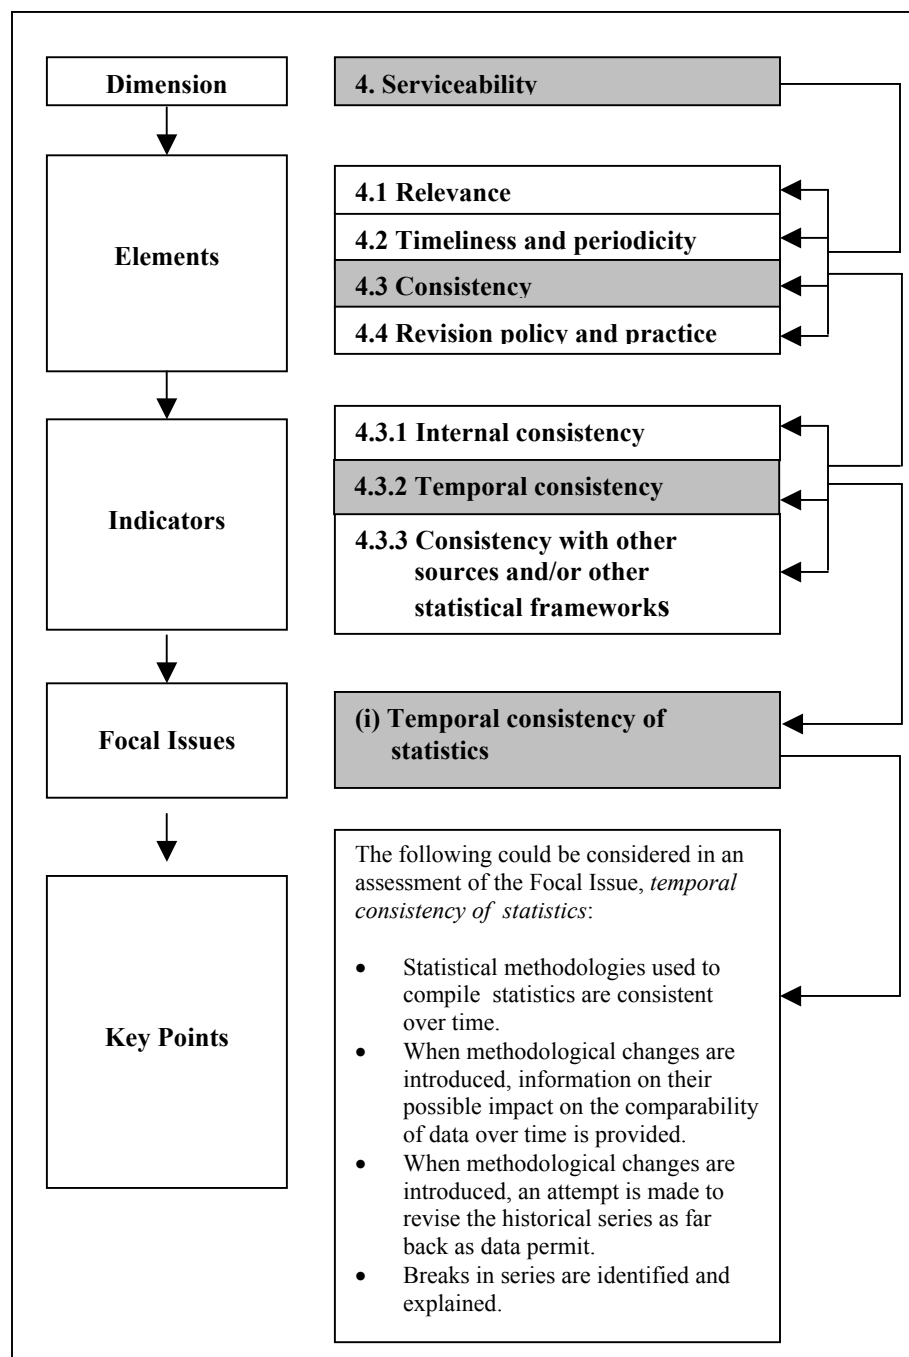 Dimension
4. Serviceability
Elements
4.1 Relevance
4.2 Timeliness and periodicity
4.3 Consistency
4.4 Revision policy and practice
Indicators
4.3.1 Internal consistency
4.3.2 Temporal consistency
4.3.3 Consistency with other
sources and/or other
statistical frameworks
Focal Issues
(i) Temporal consistency of
statistics
Key Points
The following could be considered in an
assessment of the Focal Issue, temporal
consistency of statistics:
• Statistical methodologies used to
compile statistics are consistent
over time.
• When methodological changes are
introduced, information on their
possible impact on the comparability
of data over time is provided.
• When methodological changes are
introduced, an attempt is made to
revise the historical series as far
back as data permit.
• Breaks in series are identified and
explained.